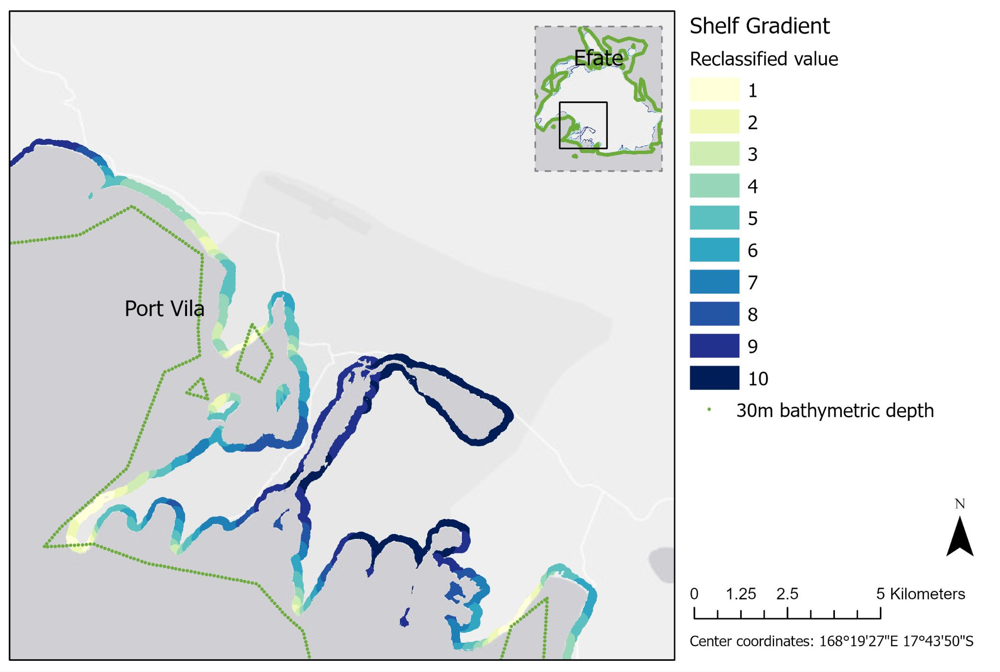 Efate
Port Vila
Shelf Gradient
Reclassified value
1
2
3
4
5
6
7
8
9
10
30m bathymetric depth
N
0 1.25 2.5 5 Kilometers
Center coordinates: 168°19'27"E 17°43'50"S